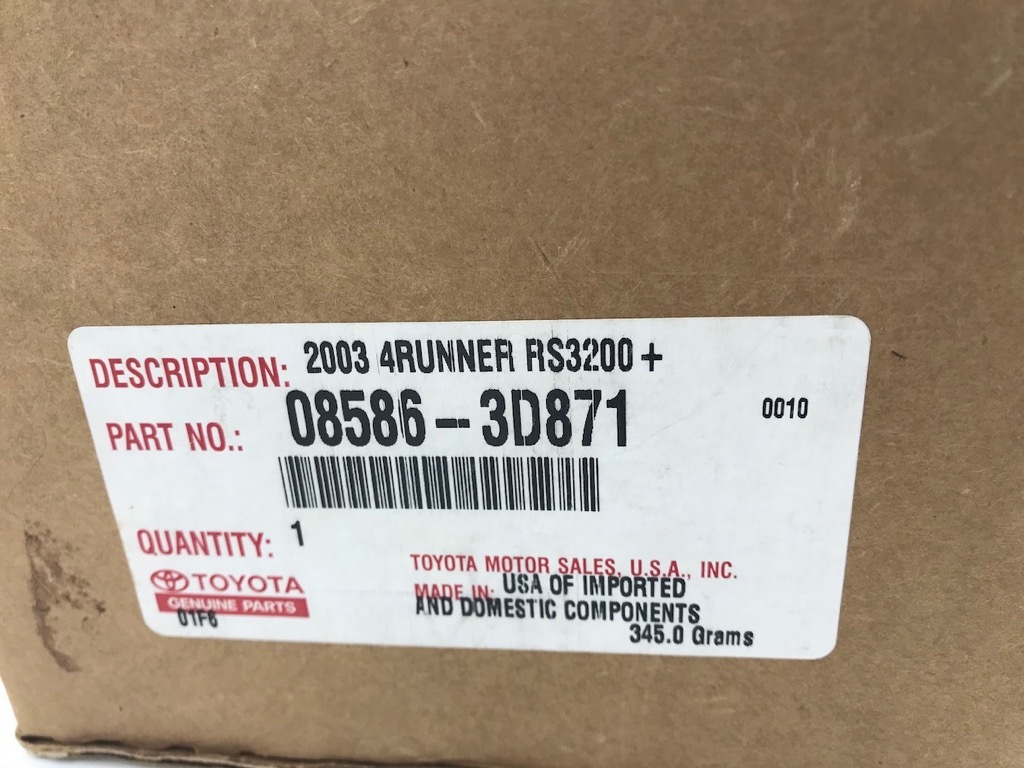 DESCRIPTION: 2003 4RUNNER RS3200+
PART NO.: 08586-3D871
0010
QUANTITY: 1
TOYOTA
GENUINE PARTS
01F6
TOYOTA MOTOR SALES, U.S.A., INC.
MADE IN: USA OF IMPORTED
AND DOMESTIC COMPONENTS
345.0 Grams